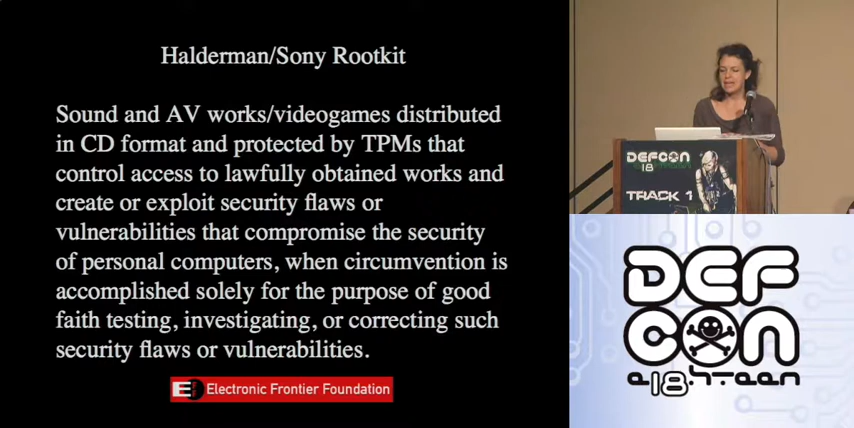 Halderman/Sony Rootkit
Sound and AV works/videogames distributed
in CD format and protected by TPMs that
control access to lawfully obtained works and
create or exploit security flaws or
vulnerabilities that compromise the security
of personal computers, when circumvention is
accomplished solely for the purpose of good
faith testing, investigating, or correcting such
security flaws or vulnerabilities.
Electronic Frontier Foundation
DEFCON
18
TRACK 1
DEF
CON
e18h+een